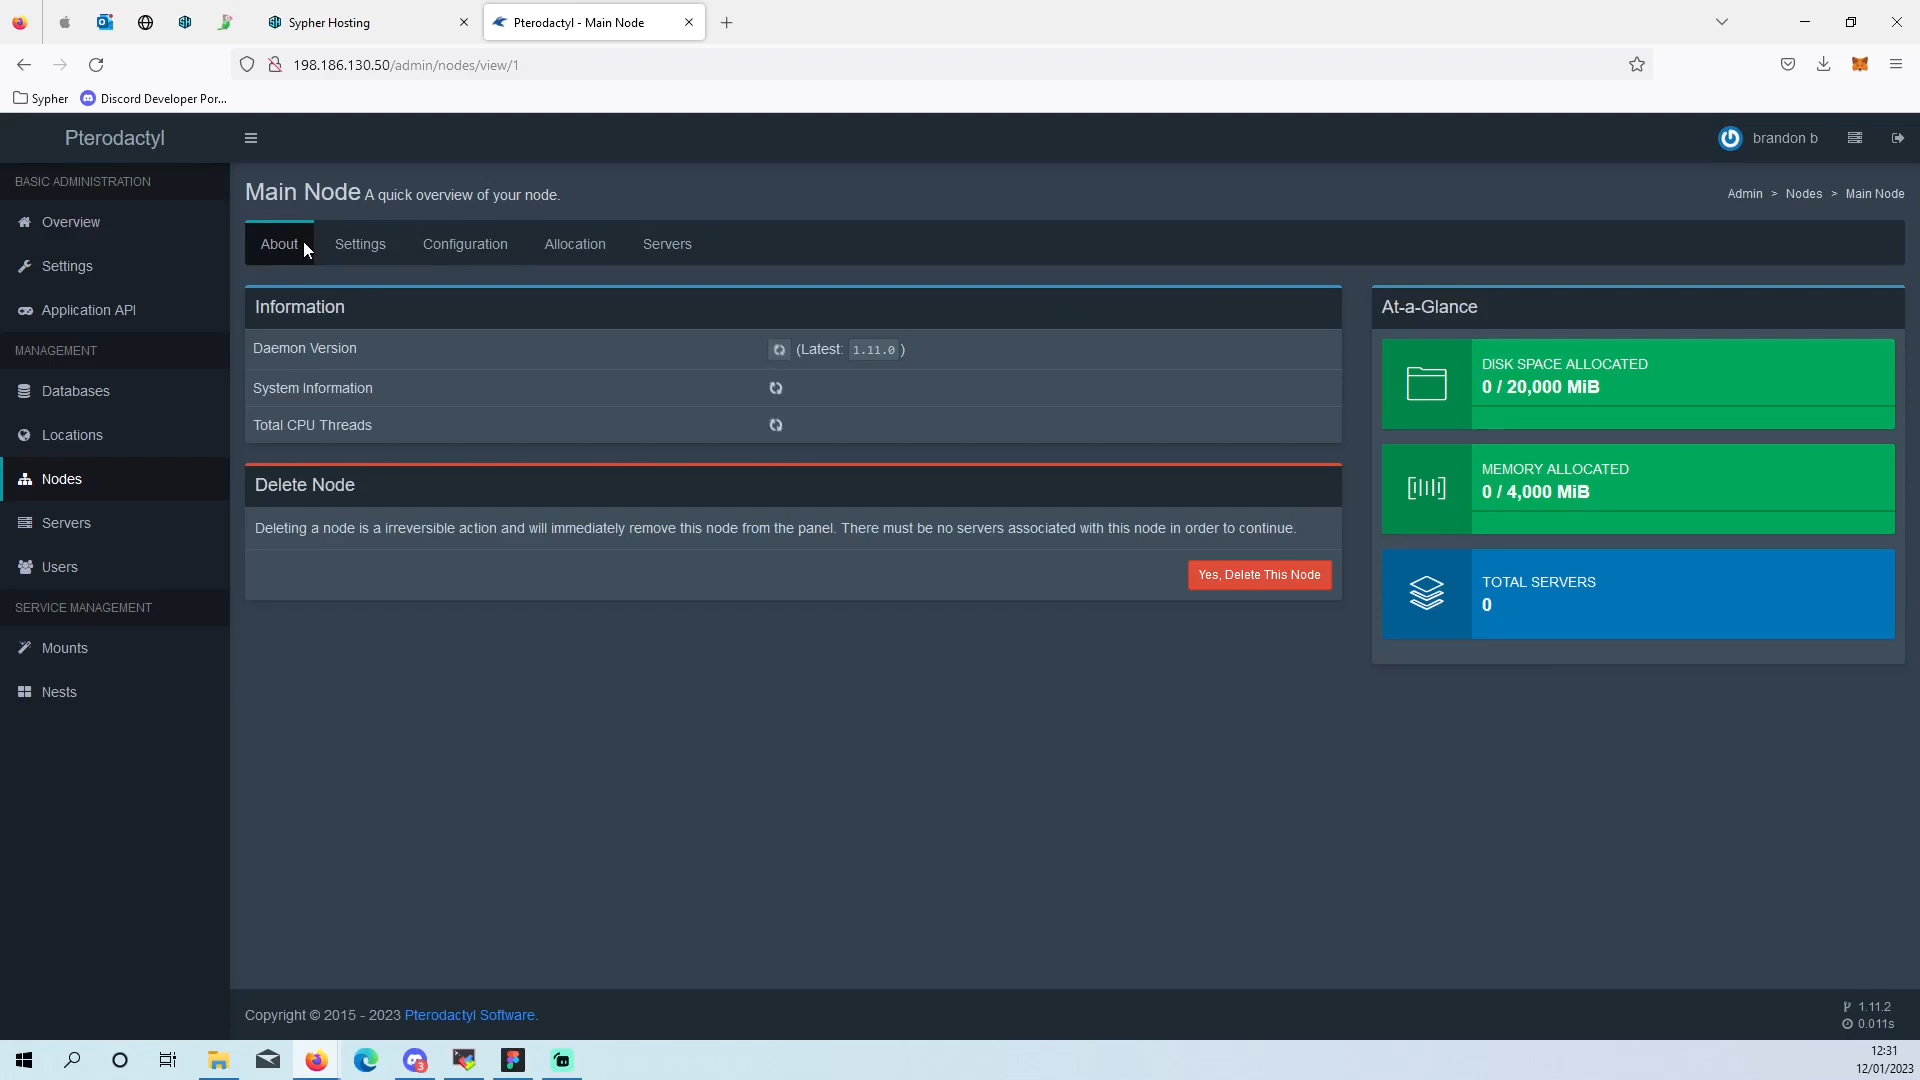 Sypher Hosting
Pterodactyl - Main Node
198.186.130.50/admin/nodes/view/1
Sypher
Discord Developer Por...
Pterodactyl
brandon b
BASIC ADMINISTRATION
Overview
Settings
Application API
MANAGEMENT
Databases
Locations
Nodes
Servers
Users
SERVICE MANAGEMENT
Mounts
Nests
Main Node A quick overview of your node.
Admin > Nodes > Main Node
About Settings Configuration Allocation Servers
Information
Daemon Version (Latest: 1.11.0 )
System Information
Total CPU Threads
Delete Node
Deleting a node is a irreversible action and will immediately remove this node from the panel. There must be no servers associated with this node in order to continue.
Yes, Delete This Node
At-a-Glance
DISK SPACE ALLOCATED
0 / 20,000 MiB
MEMORY ALLOCATED
0 / 4,000 MiB
TOTAL SERVERS
0
Copyright © 2015 - 2023 Pterodactyl Software.
1.11.2
0.011s
3
12:31
12/01/2023